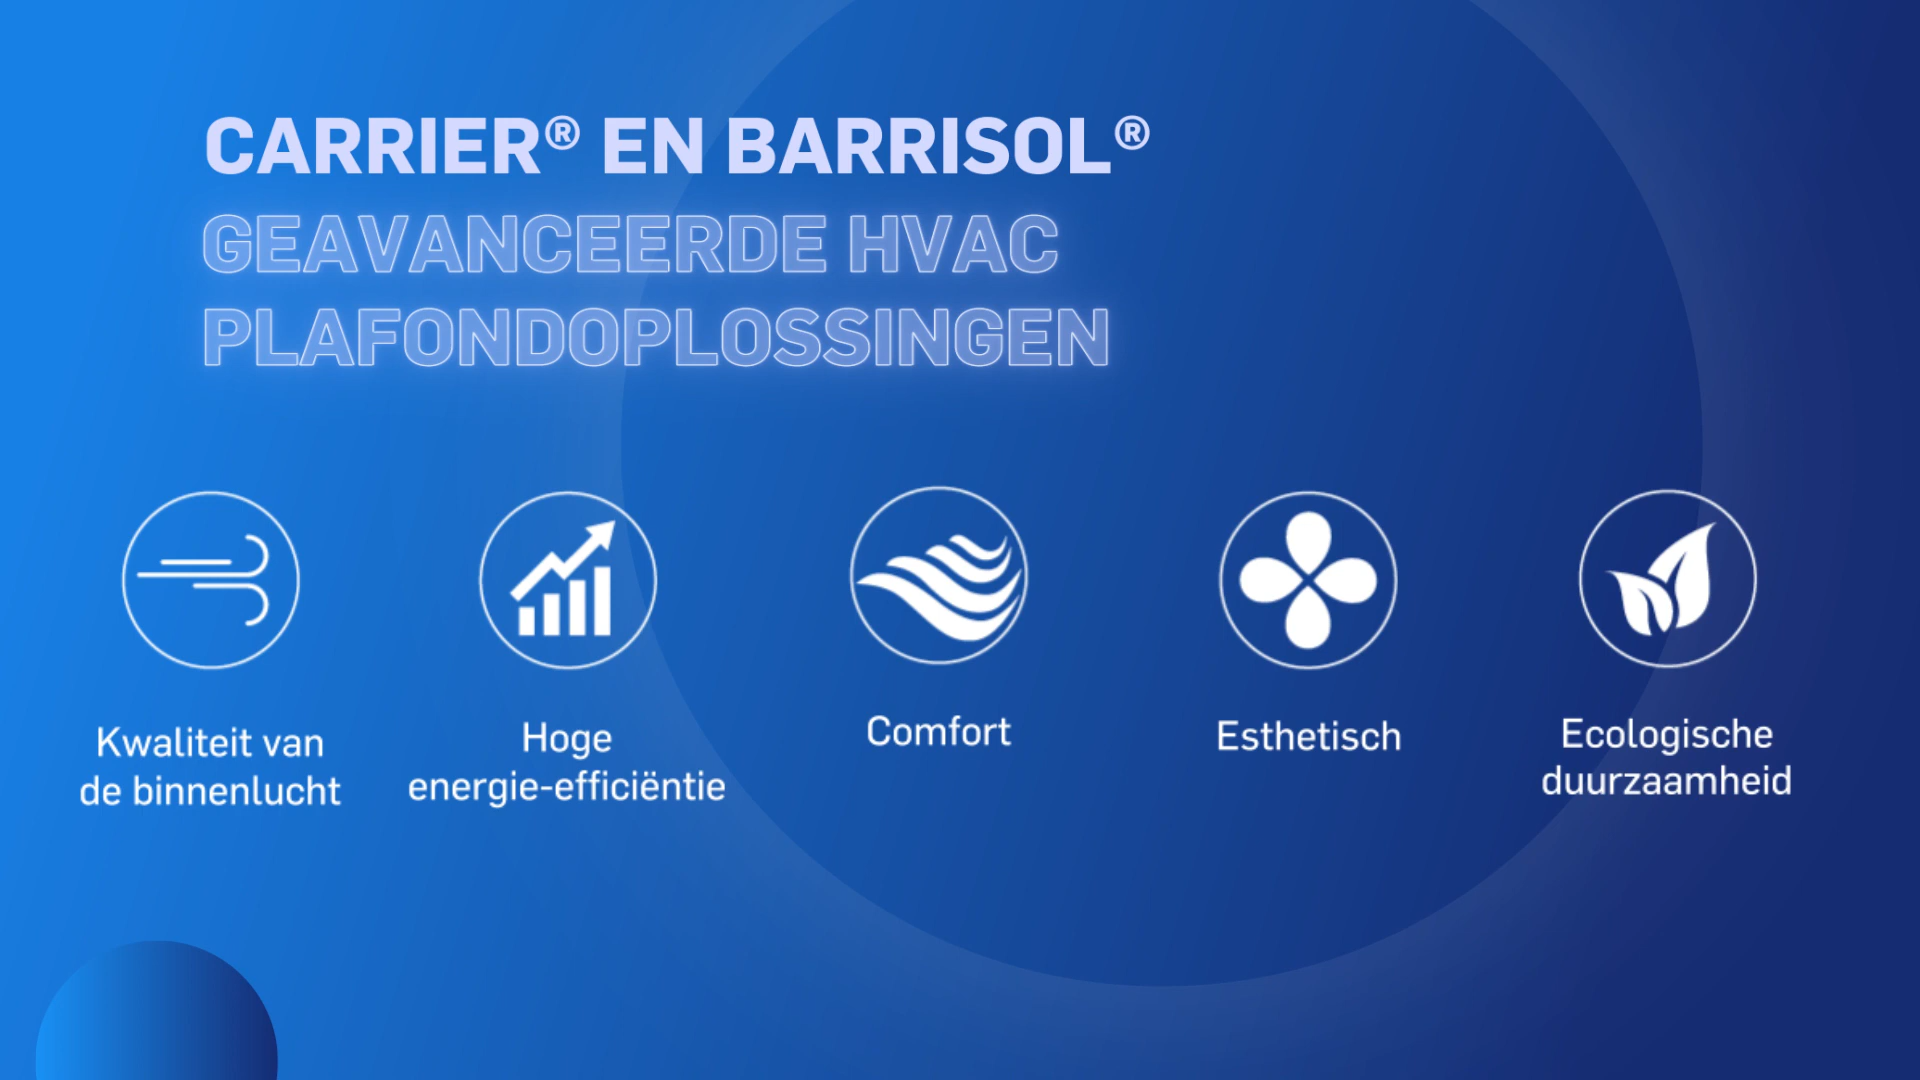 CARRIER® EN BARRISOL®
GEAVANCEERDE HVAC
PLAFONDOPLOSSINGEN
Kwaliteit van
de binnenlucht
Hoge
energie-efficiëntie
Comfort
Esthetisch
Ecologische
duurzaamheid